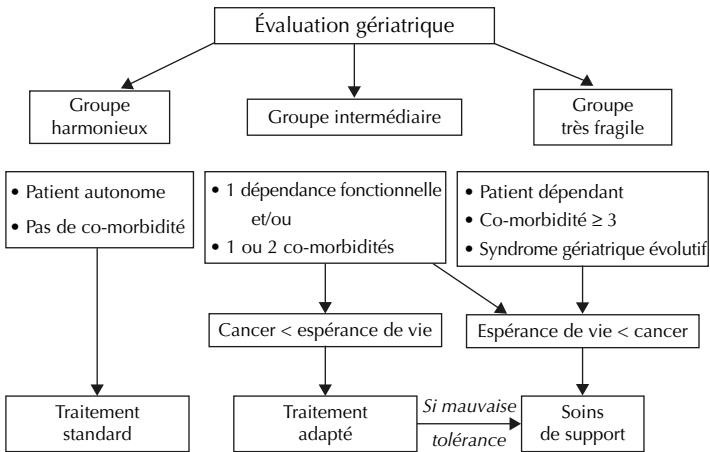 Évaluation gériatrique
Groupe
harmonieux
Groupe intermédiaire
Groupe
très fragile
• Patient autonome
• Pas de co-morbidité
• 1 dépendance fonctionnelle
et/ou
• 1 ou 2 co-morbidités
• Patient dépendant
• Co-morbidité ≥ 3
• Syndrome gériatrique évolutif
Cancer < espérance de vie
Espérance de vie < cancer
Traitement
standard
Traitement
adapté
Si mauvaise
tolérance
Soins
de support